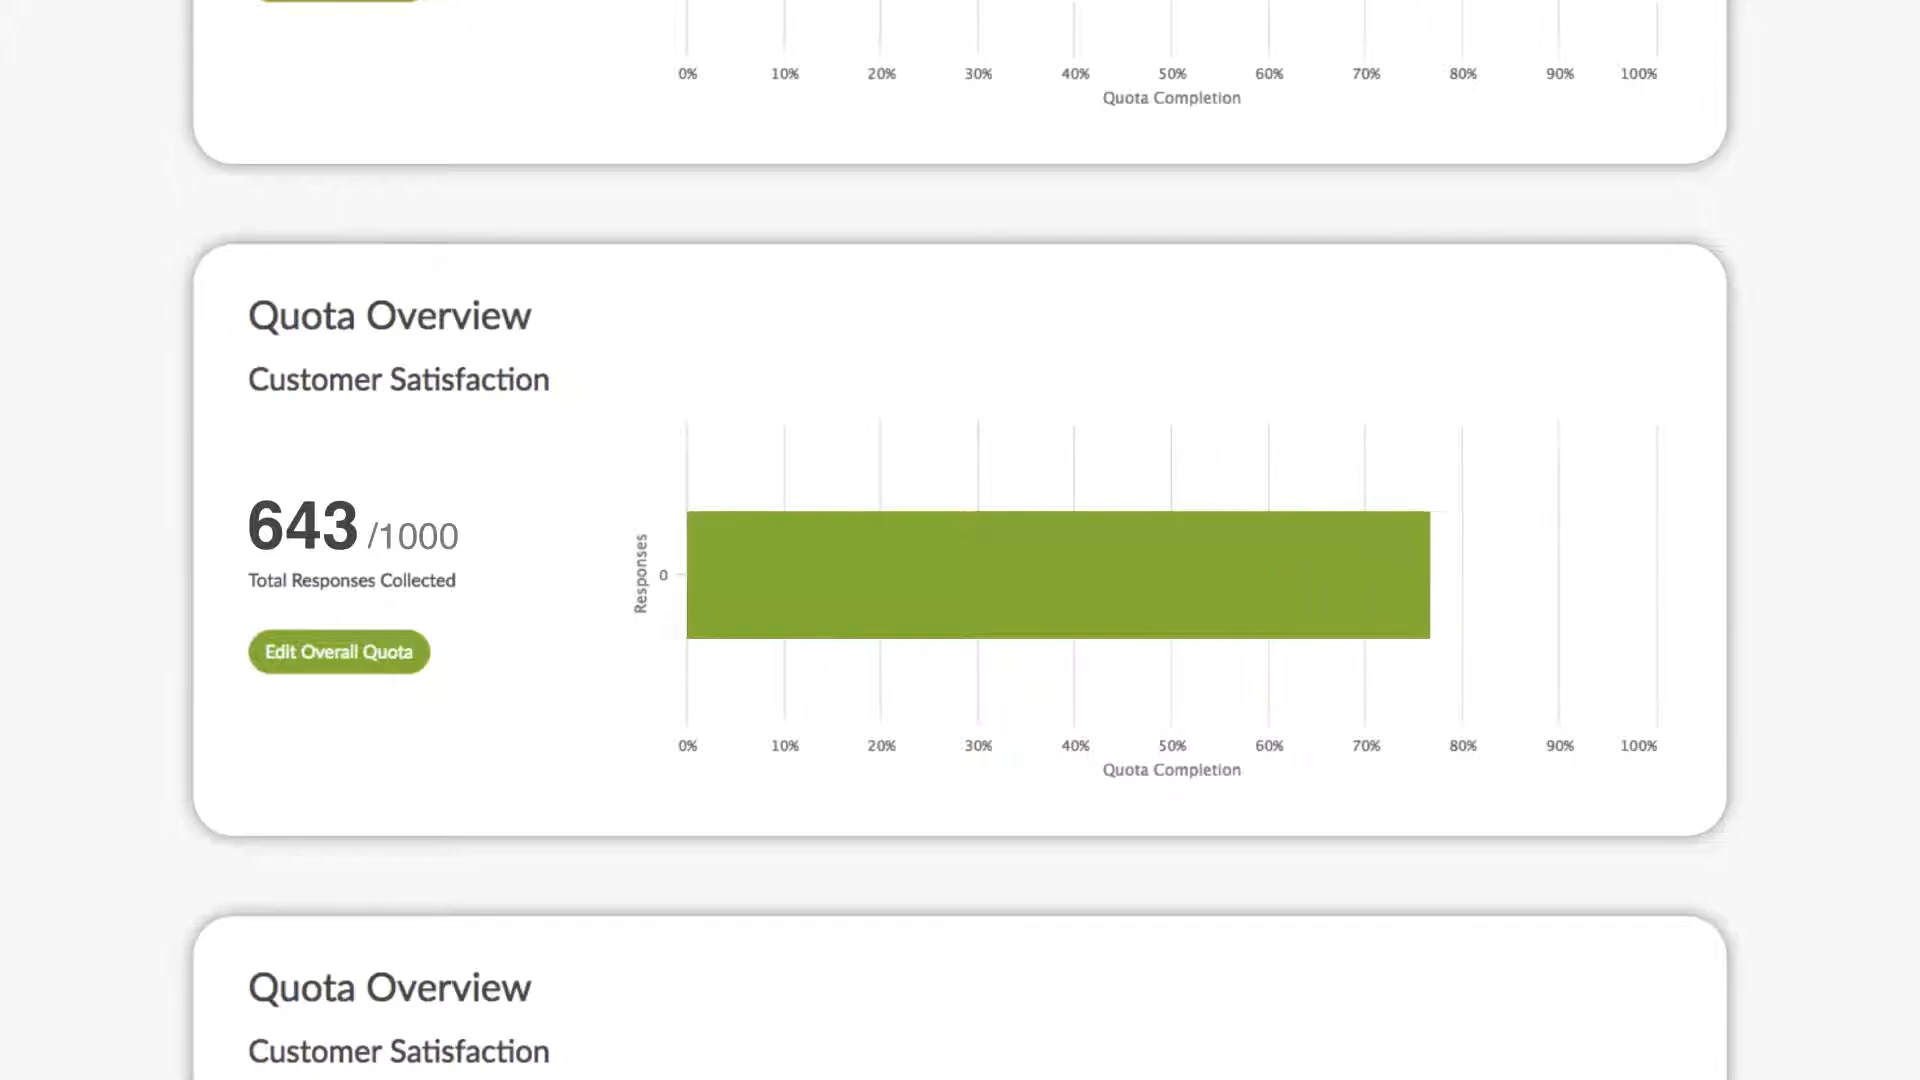 0% 10% 20% 30% 40% 50% 60% 70% 80% 90% 100%
Quota Completion
Quota Overview
Customer Satisfaction
643 /1000
Total Responses Collected
Edit Overall Quota
Responses
0
0% 10% 20% 30% 40% 50% 60% 70% 80% 90% 100%
Quota Completion
Quota Overview
Customer Satisfaction